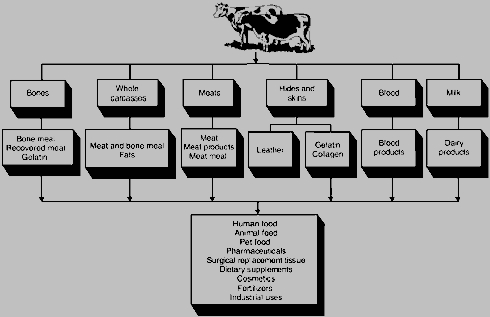 Bones
Whole
carcasses
Meats
Hides and
skins
Blood
Milk
Bone meal
Recovered meal
Gelatin
Meat and bone meal
Fats
Meat
Meal products
Meat meal
Leather
Gelatin
Collagen
Blood
products
Dairy
products
Human food
Animal food
Pet food
Pharmaceuticals
Surgical replacement tissue
Dietary supplements
Cosmetics
Fertilizers
Industrial uses